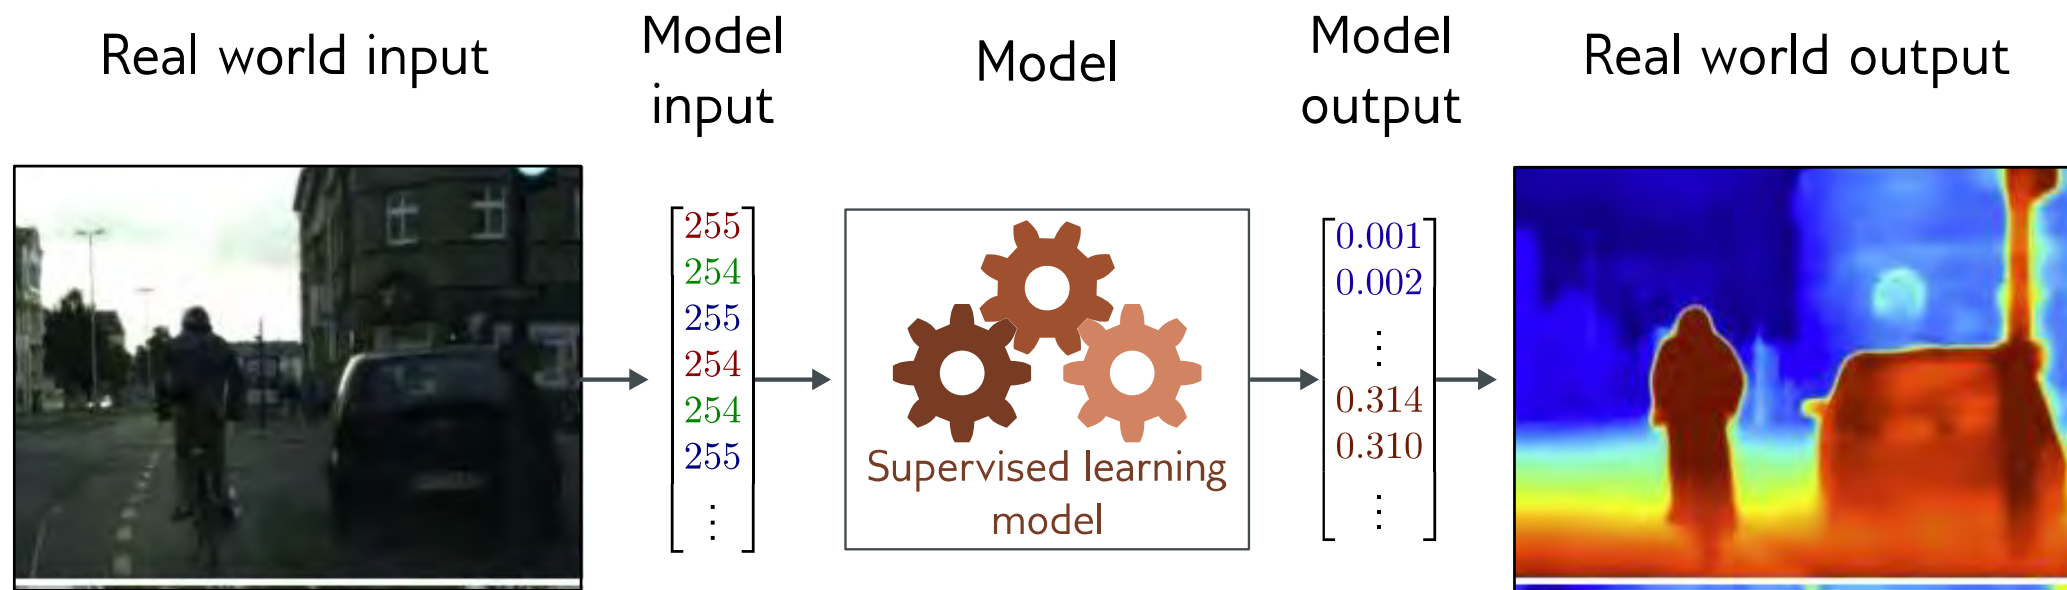 Real world input
Model
input
Model
Model
output
Real world output
255
254
255
254
254
255
⋮
Supervised learning
model
0.001
0.002
⋮
0.314
0.310
⋮